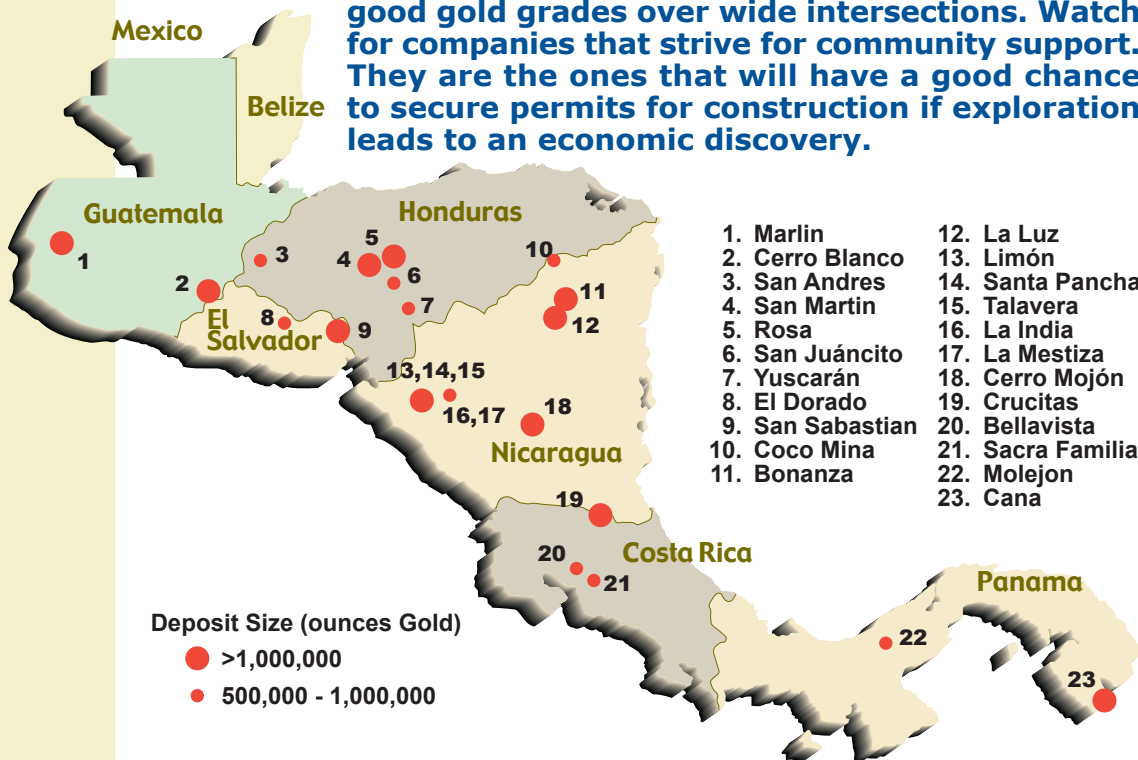 good gold grades over wide intersections. Watch
for companies that strive for community support.
They are the ones that will have a good chance
to secure permits for construction if exploration
leads to an economic discovery.
Mexico
Belize
Guatemala
Honduras
El
Salvador
Nicaragua
Costa Rica
Panama
1
2
3
4
5
6
7
8
9
10
11
12
13,14,15
16,17
18
19
20
21
22
23
1. Marlin
2. Cerro Blanco
3. San Andres
4. San Martin
5. Rosa
6. San Juáncito
7. Yuscarán
8. El Dorado
9. San Sabastian
10. Coco Mina
11. Bonanza
12. La Luz
13. Limón
14. Santa Pancha
15. Talavera
16. La India
17. La Mestiza
18. Cerro Mojón
19. Crucitas
20. Bellavista
21. Sacra Familia
22. Molejon
23. Cana
Deposit Size (ounces Gold)
>1,000,000
500,000 - 1,000,000